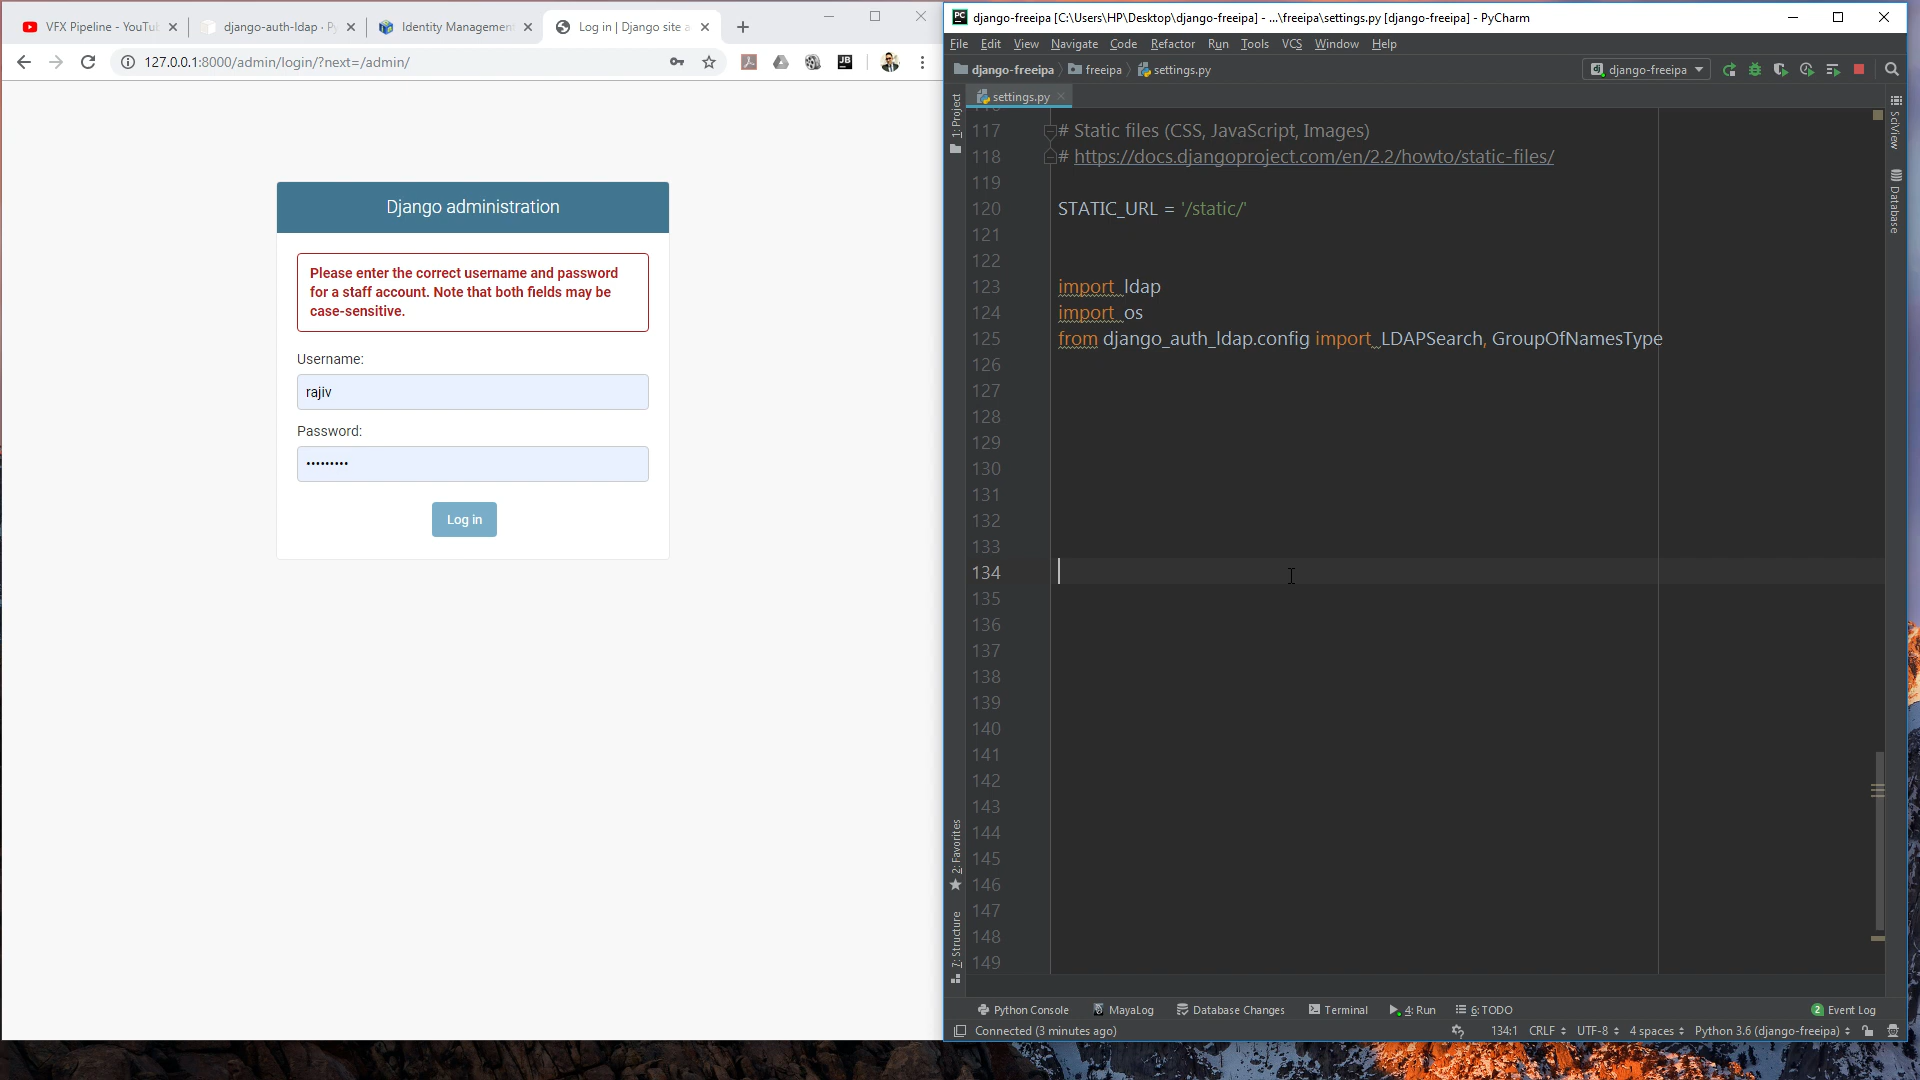 VFX Pipeline - YouTub
django-auth-ldap · Py
Identity Management
Log in | Django site a
127.0.0.1:8000/admin/login/?next=/admin/
Django administration
Please enter the correct username and password
for a staff account. Note that both fields may be
case-sensitive.
Username:
rajiv
Password:
•••••••••
Log in
PC
django-freeipa [C:\Users\HP\Desktop\django-freeipa] - ...\freeipa\settings.py [django-freeipa] - PyCharm
File Edit View Navigate Code Refactor Run Tools VCS Window Help
django-freeipa freeipa settings.py
django-freeipa
settings.py
1: Project
SciView
Database
2: Favorites
7: Structure
117 # Static files (CSS, JavaScript, Images)
118 # https://docs.djangoproject.com/en/2.2/howto/static-files/
119
120 STATIC_URL = '/static/'
121
122
123 import ldap
124 import os
125 from django_auth_ldap.config import LDAPSearch, GroupOfNamesType
126
127
128
129
130
131
132
133
134
135
136
137
138
139
140
141
142
143
144
145
146
147
148
149
Python Console MayaLog Database Changes Terminal 4: Run 6: TODO 2 Event Log
Connected (3 minutes ago) 134:1 CRLF UTF-8 4 spaces Python 3.6 (django-freeipa)